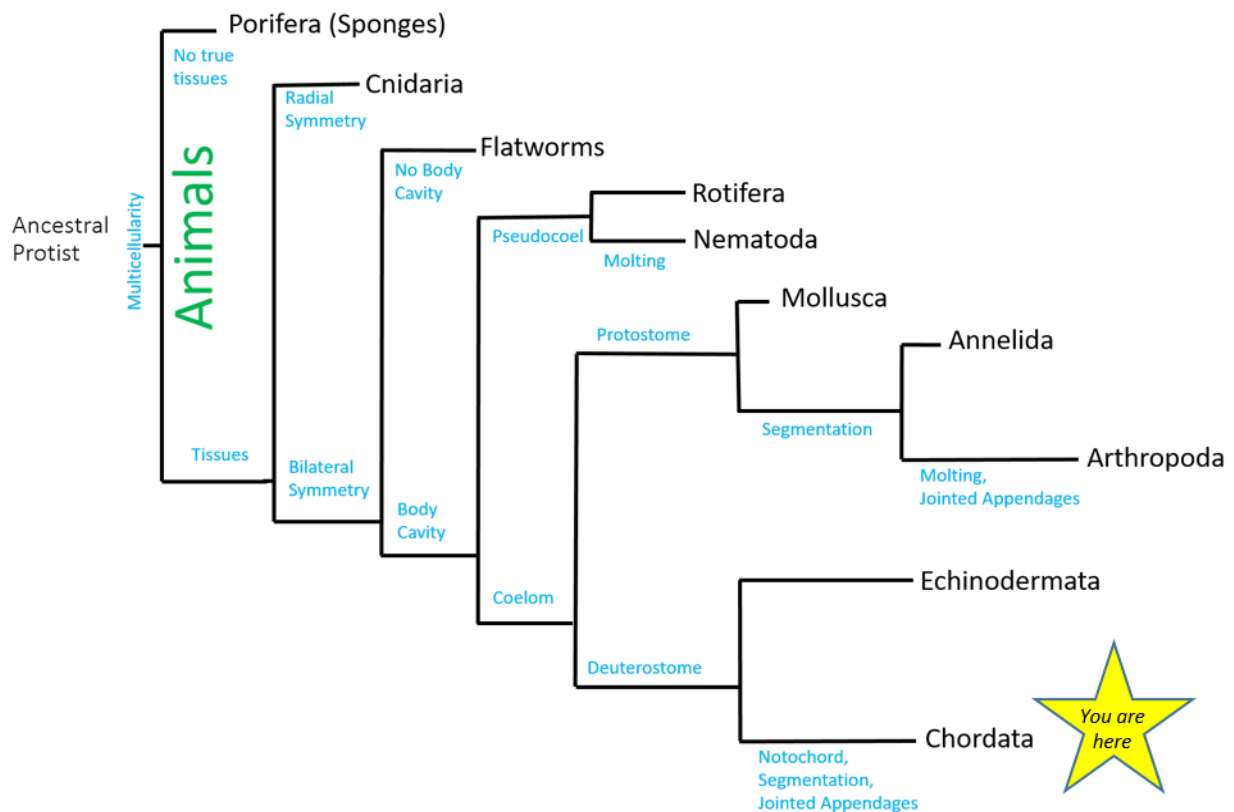 Porifera (Sponges)
No true
tissues
Cnidaria
Radial
Symmetry
Flatworms
No Body
Cavity
Rotifera
Pseudocoel
Nematoda
Molting
Animals
Multicellularity
Ancestral
Protist
Mollusca
Protostome
Annelida
Segmentation
Arthropoda
Molting,
Jointed Appendages
Tissues
Bilateral
Symmetry
Body
Cavity
Coelom
Echinodermata
Deuterostome
Chordata
Notochord,
Segmentation,
Jointed Appendages
You are
here